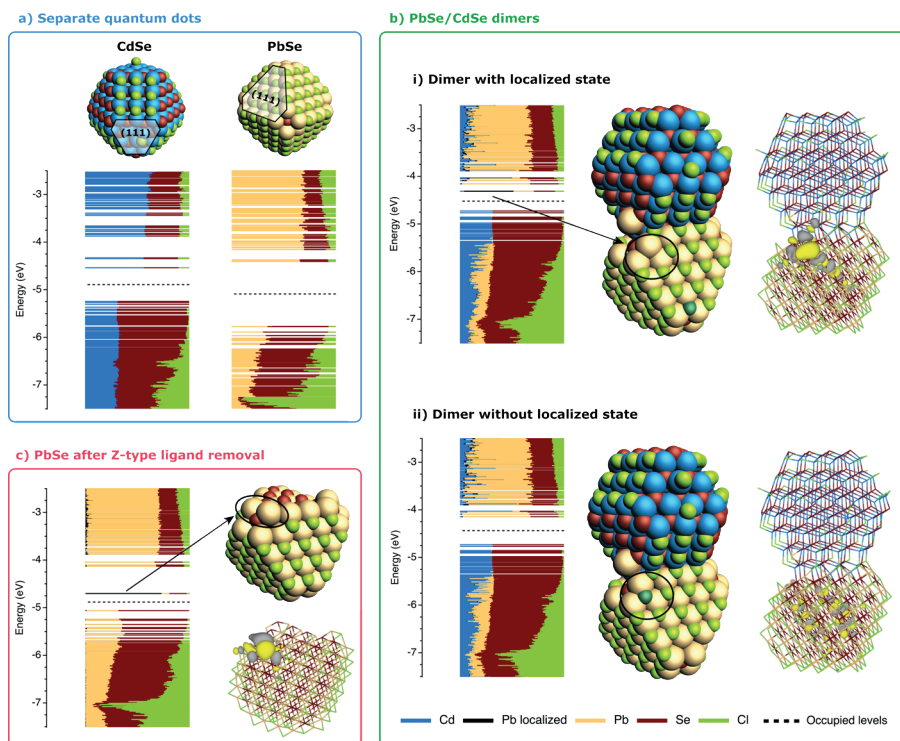 a) Separate quantum dots
CdSe
PbSe
(111)
(111)
Energy (eV)
-3
-4
-5
-6
-7
b) PbSe/CdSe dimers
i) Dimer with localized state
Energy (eV)
-3
-4
-5
-6
-7
ii) Dimer without localized state
Energy (eV)
-3
-4
-5
-6
-7
c) PbSe after Z-type ligand removal
Energy (eV)
-3
-4
-5
-6
-7
Cd Pb localized Pb Se Cl Occupied levels